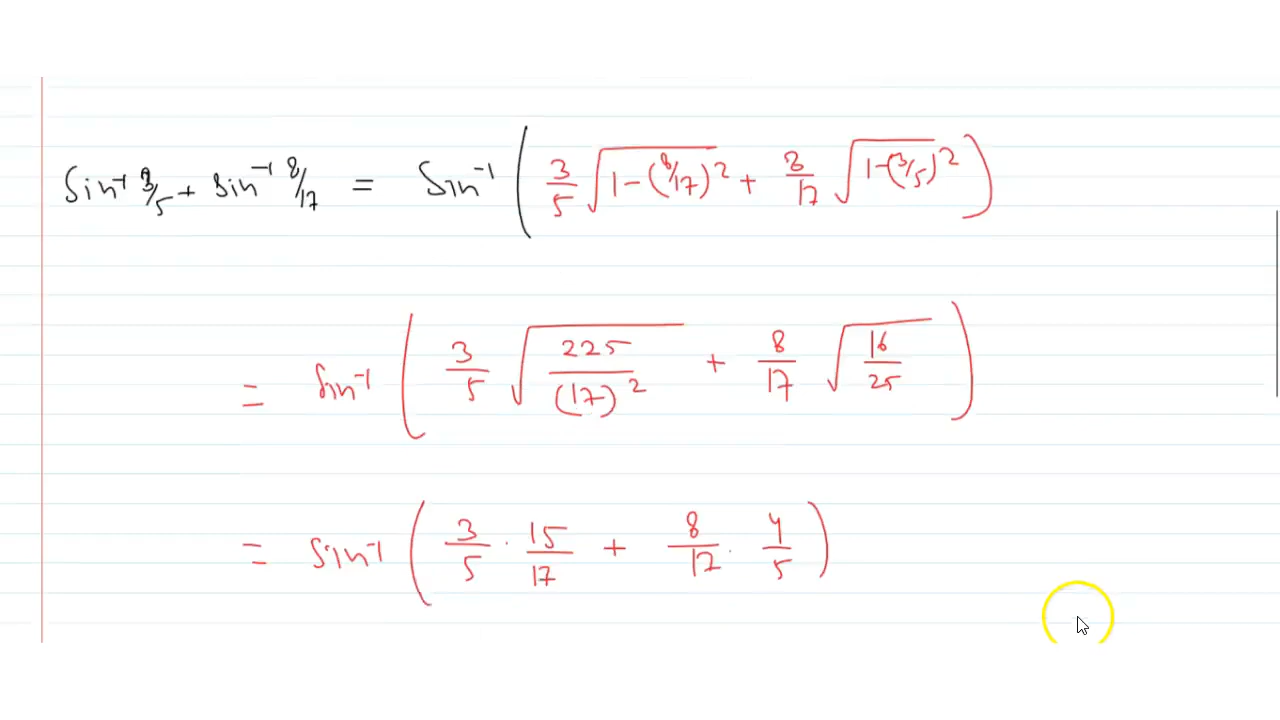 Sin⁻¹ 3/5 + Sin⁻¹ 8/17 = Sin⁻¹ ( 3/5 √(1-(8/17)²) + 8/17 √(1-(3/5)²) )
= Sin⁻¹ ( 3/5 √(225/(17)²) + 8/17 √(16/25) )
= Sin⁻¹ ( 3/5 · 15/17 + 8/17 · 4/5 )